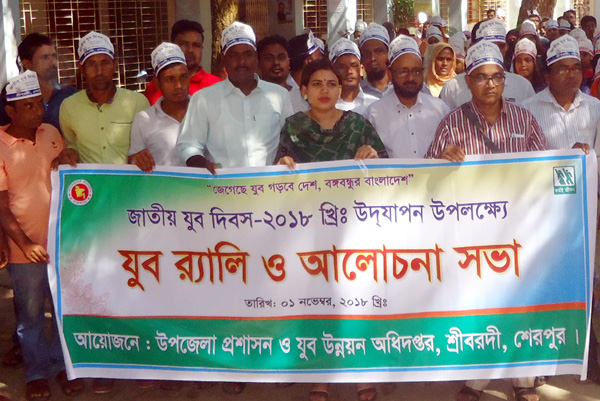 "জেগেছে যুব গড়বে দেশ, বঙ্গবন্ধুর বাংলাদেশ"
জাতীয় যুব দিবস-২০১৮ খ্রিঃ উদ্‌যাপন উপলক্ষ্যে
যুব র‍্যালি ও আলোচনা সভা
তারিখ: ০১ নভেম্বর, ২০১৮ খ্রিঃ
আয়োজনে : উপজেলা প্রশাসন ও যুব উন্নয়ন অধিদপ্তর, শ্রীবরদী, শেরপুর ।